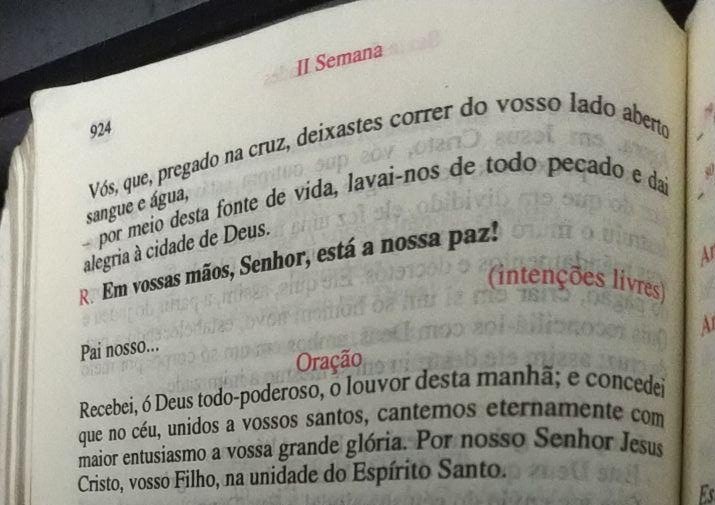 II Semana
924
Vós, que, pregado na cruz, deixastes correr do vosso lado aberto
sangue e água,
– por meio desta fonte de vida, lavai-nos de todo pecado e dai
alegria à cidade de Deus.
R. Em vossas mãos, Senhor, está a nossa paz!
(intenções livres)
Pai nosso...
Oração
Recebei, ó Deus todo-poderoso, o louvor desta manhã; e concedei
que no céu, unidos a vossos santos, cantemos eternamente com
maior entusiasmo a vossa grande glória. Por nosso Senhor Jesus
Cristo, vosso Filho, na unidade do Espírito Santo.